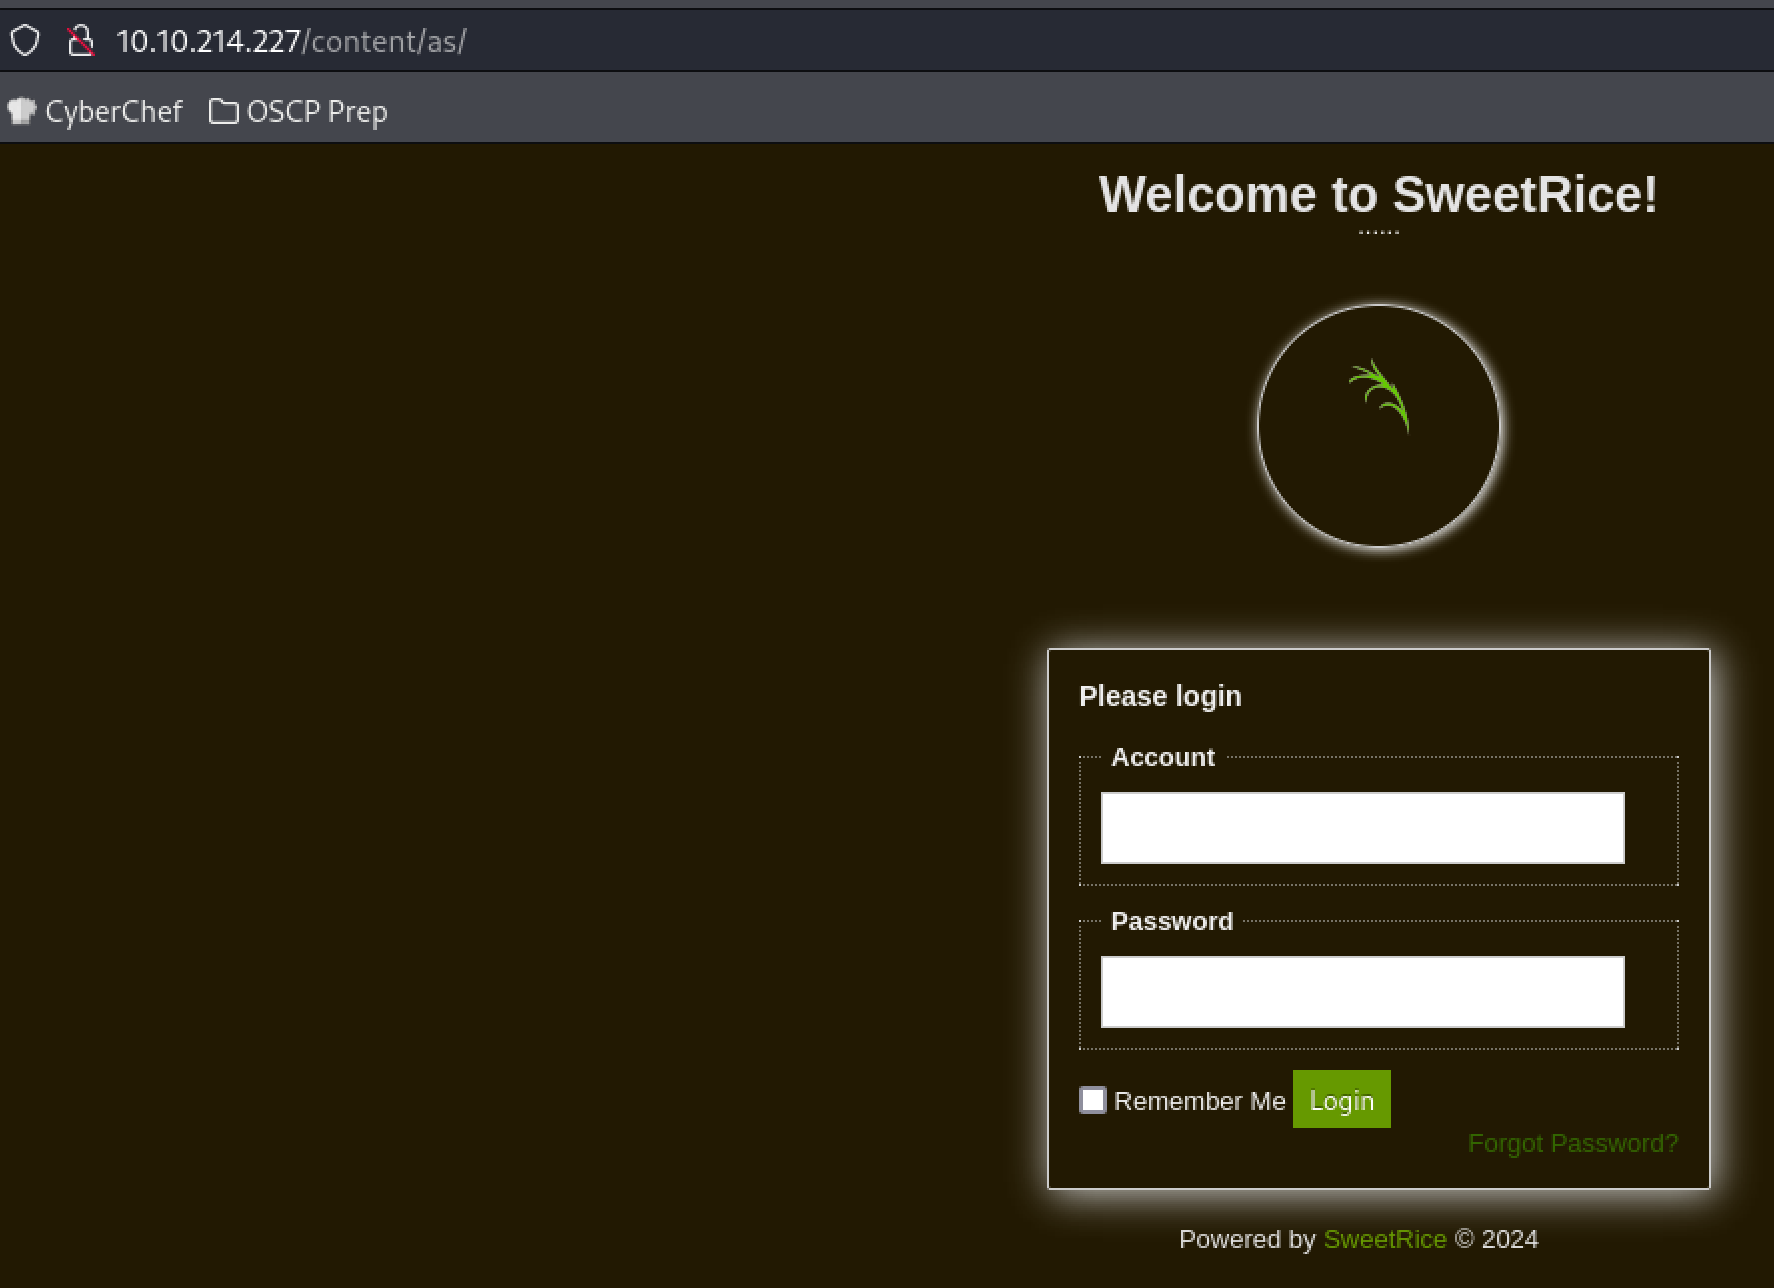 10.10.214.227/content/as/
CyberChef OSCP Prep
Welcome to SweetRice!
Please login
Account
Password
Remember Me Login
Forgot Password?
Powered by SweetRice © 2024